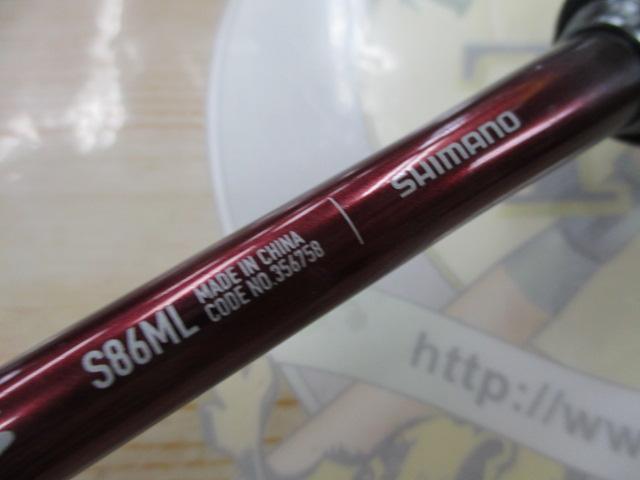 SHIMANO
S86ML
MADE IN CHINA
CODE NO.356758
http://ww